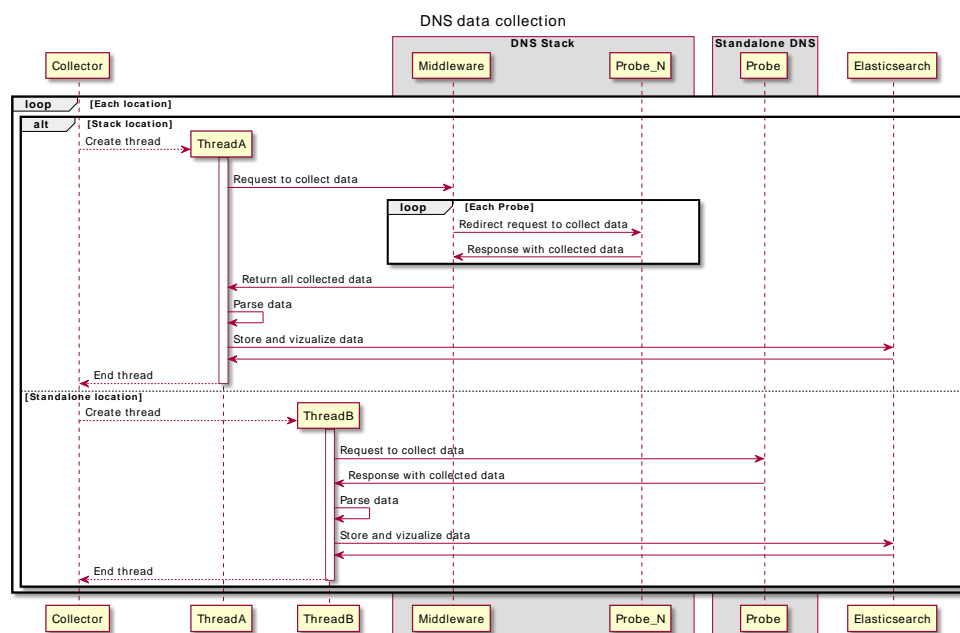 DNS data collection
DNS Stack
Standalone DNS
Collector
Middleware
Probe_N
Probe
Elasticsearch
loop
[Each location]
alt
[Stack location]
Create thread
ThreadA
Request to collect data
loop
[Each Probe]
Redirect request to collect data
Response with collected data
Return all collected data
Parse data
Store and vizualize data
End thread
[Standalone location]
Create thread
ThreadB
Request to collect data
Response with collected data
Parse data
Store and vizualize data
End thread
Collector
ThreadA
ThreadB
Middleware
Probe_N
Probe
Elasticsearch